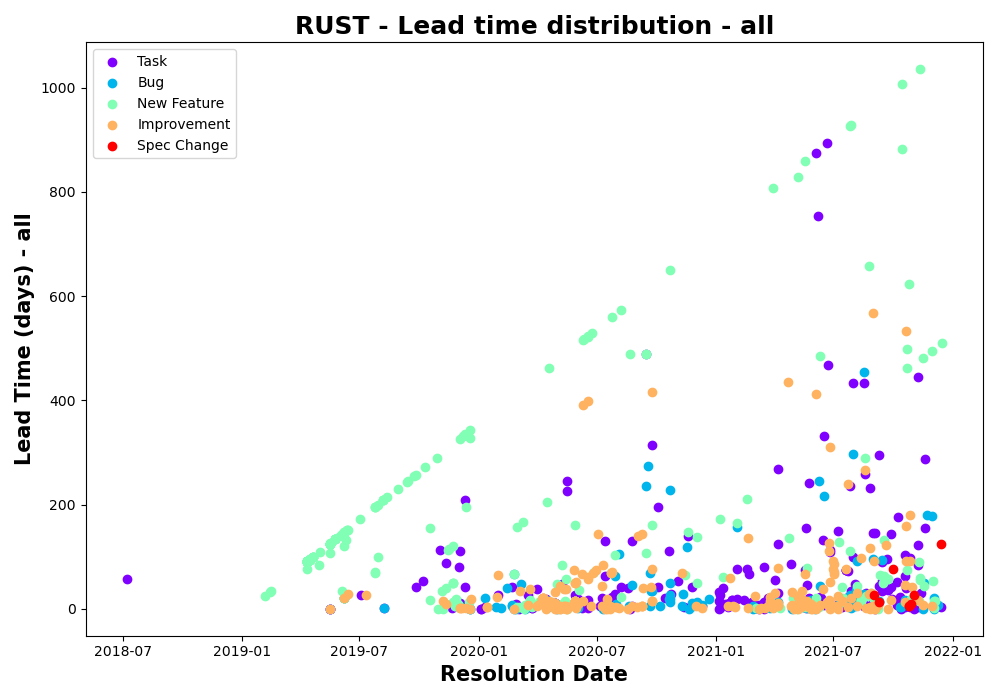 RUST - Lead time distribution - all
Task
Bug
New Feature
Improvement
Spec Change
Lead Time (days) - all
1000
800
600
400
200
0
2018-07
2019-01
2019-07
2020-01
2020-07
2021-01
2021-07
2022-01
Resolution Date